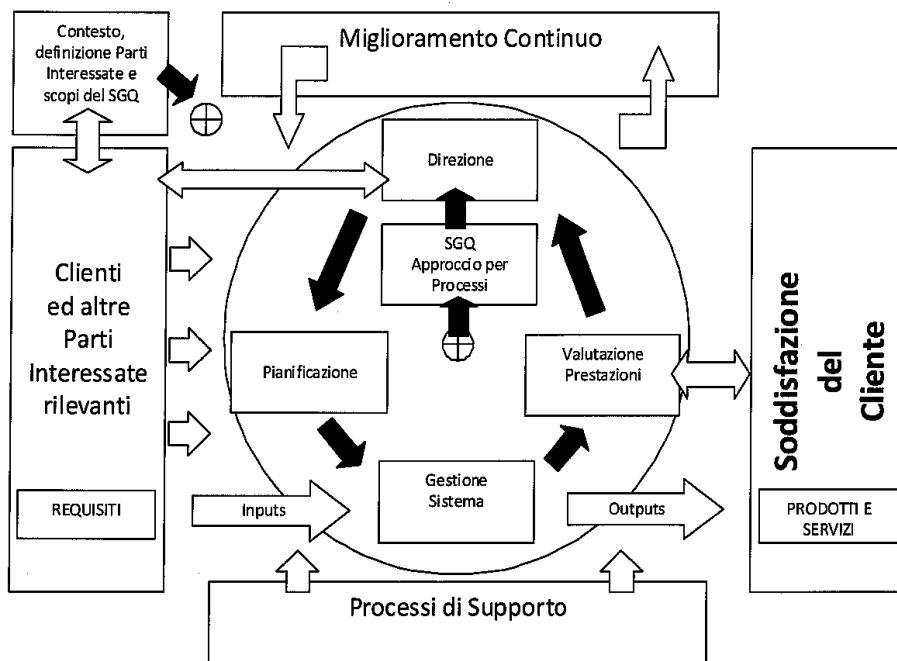 Contesto,
definizione Parti
Interessate e
scopi del SGQ
Miglioramento Continuo
Direzione
SGQ
Approccio per
Processi
Clienti
ed altre
Parti
Interessate
rilevanti
Pianificazione
Valutazione
Prestazioni
Soddisfazione
del
Cliente
Gestione
Sistema
REQUISITI
Inputs
Outputs
PRODOTTI E
SERVIZI
Processi di Supporto